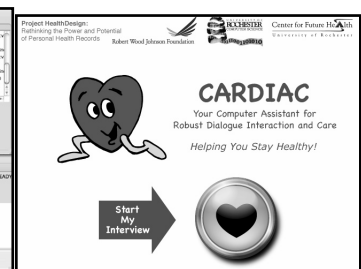 Project HealthDesign:
Rethinking the Power and Potential
of Personal Health Records
Robert Wood Johnson Foundation
ROCHESTER
Center for Future Health
University of Rochester
CARDIAC
Your Computer Assistant for
Robust Dialogue Interaction and Care
Helping You Stay Healthy!
Start
My
Interview